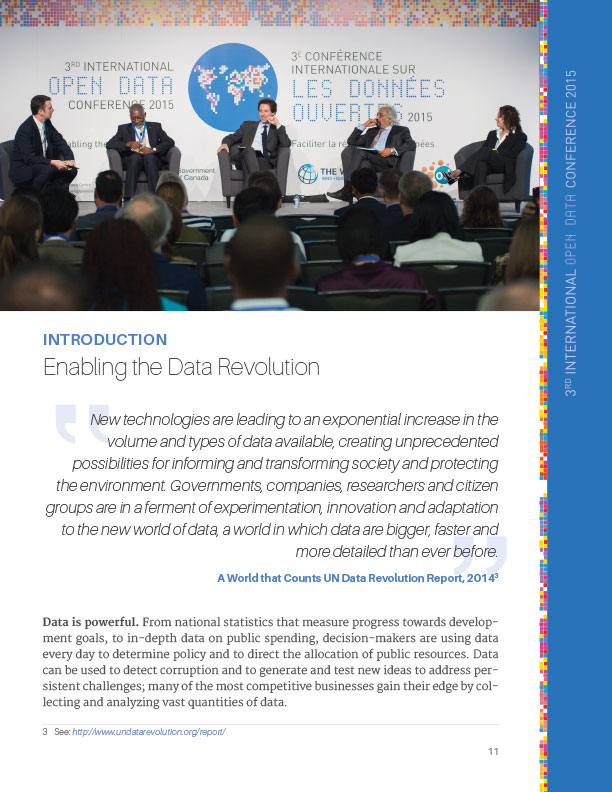 3RD INTERNATIONAL
OPEN DATA
CONFERENCE 2015
3E CONFÉRENCE
INTERNATIONALE SUR
LES DONNÉES
OUVERTES 2015
abling the
Faciliter la
nnées
Government
of Canada
THE W
3RD INTERNATIONAL OPEN DATA CONFERENCE 2015
INTRODUCTION
Enabling the Data Revolution
"New technologies are leading to an exponential increase in the
volume and types of data available, creating unprecedented
possibilities for informing and transforming society and protecting
the environment. Governments, companies, researchers and citizen
groups are in a ferment of experimentation, innovation and adaptation
to the new world of data, a world in which data are bigger, faster and
more detailed than ever before."
A World that Counts UN Data Revolution Report, 2014³
Data is powerful. From national statistics that measure progress towards develop-
ment goals, to in-depth data on public spending, decision-makers are using data
every day to determine policy and to direct the allocation of public resources. Data
can be used to detect corruption and to generate and test new ideas to address per-
sistent challenges; many of the most competitive businesses gain their edge by col-
lecting and analyzing vast quantities of data.
3 See: http://www.undatarevolution.org/report/
11